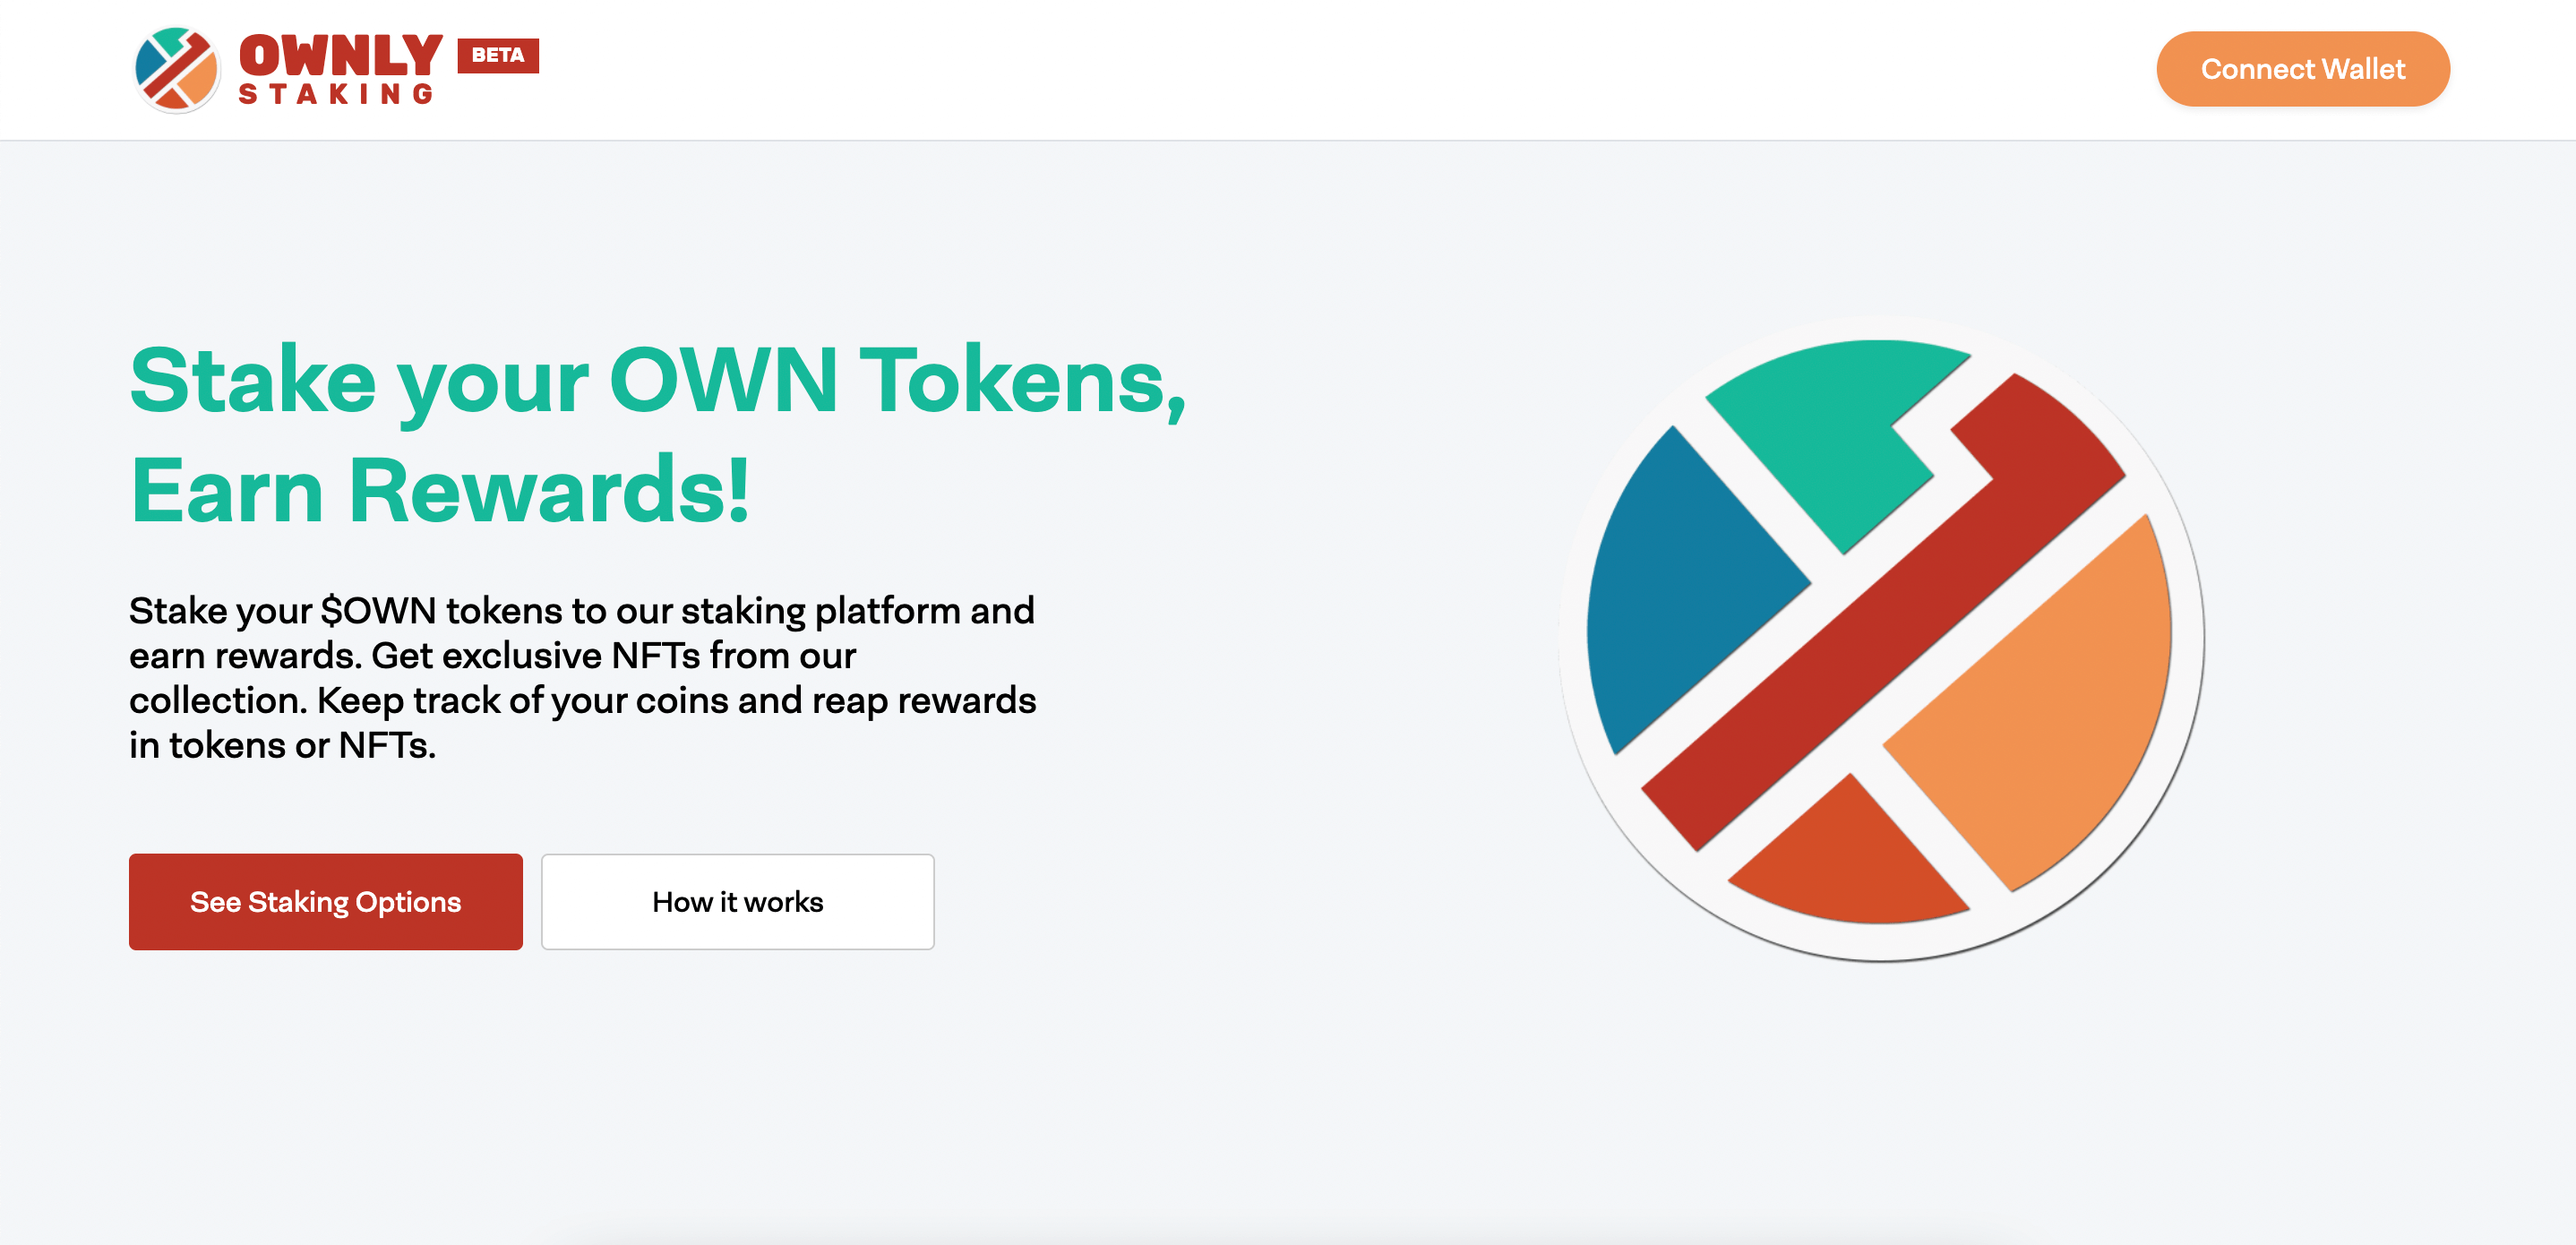 OWNLY BETA
STAKING
Connect Wallet
Stake your OWN Tokens,
Earn Rewards!
Stake your $OWN tokens to our staking platform and
earn rewards. Get exclusive NFTs from our
collection. Keep track of your coins and reap rewards
in tokens or NFTs.
See Staking Options
How it works